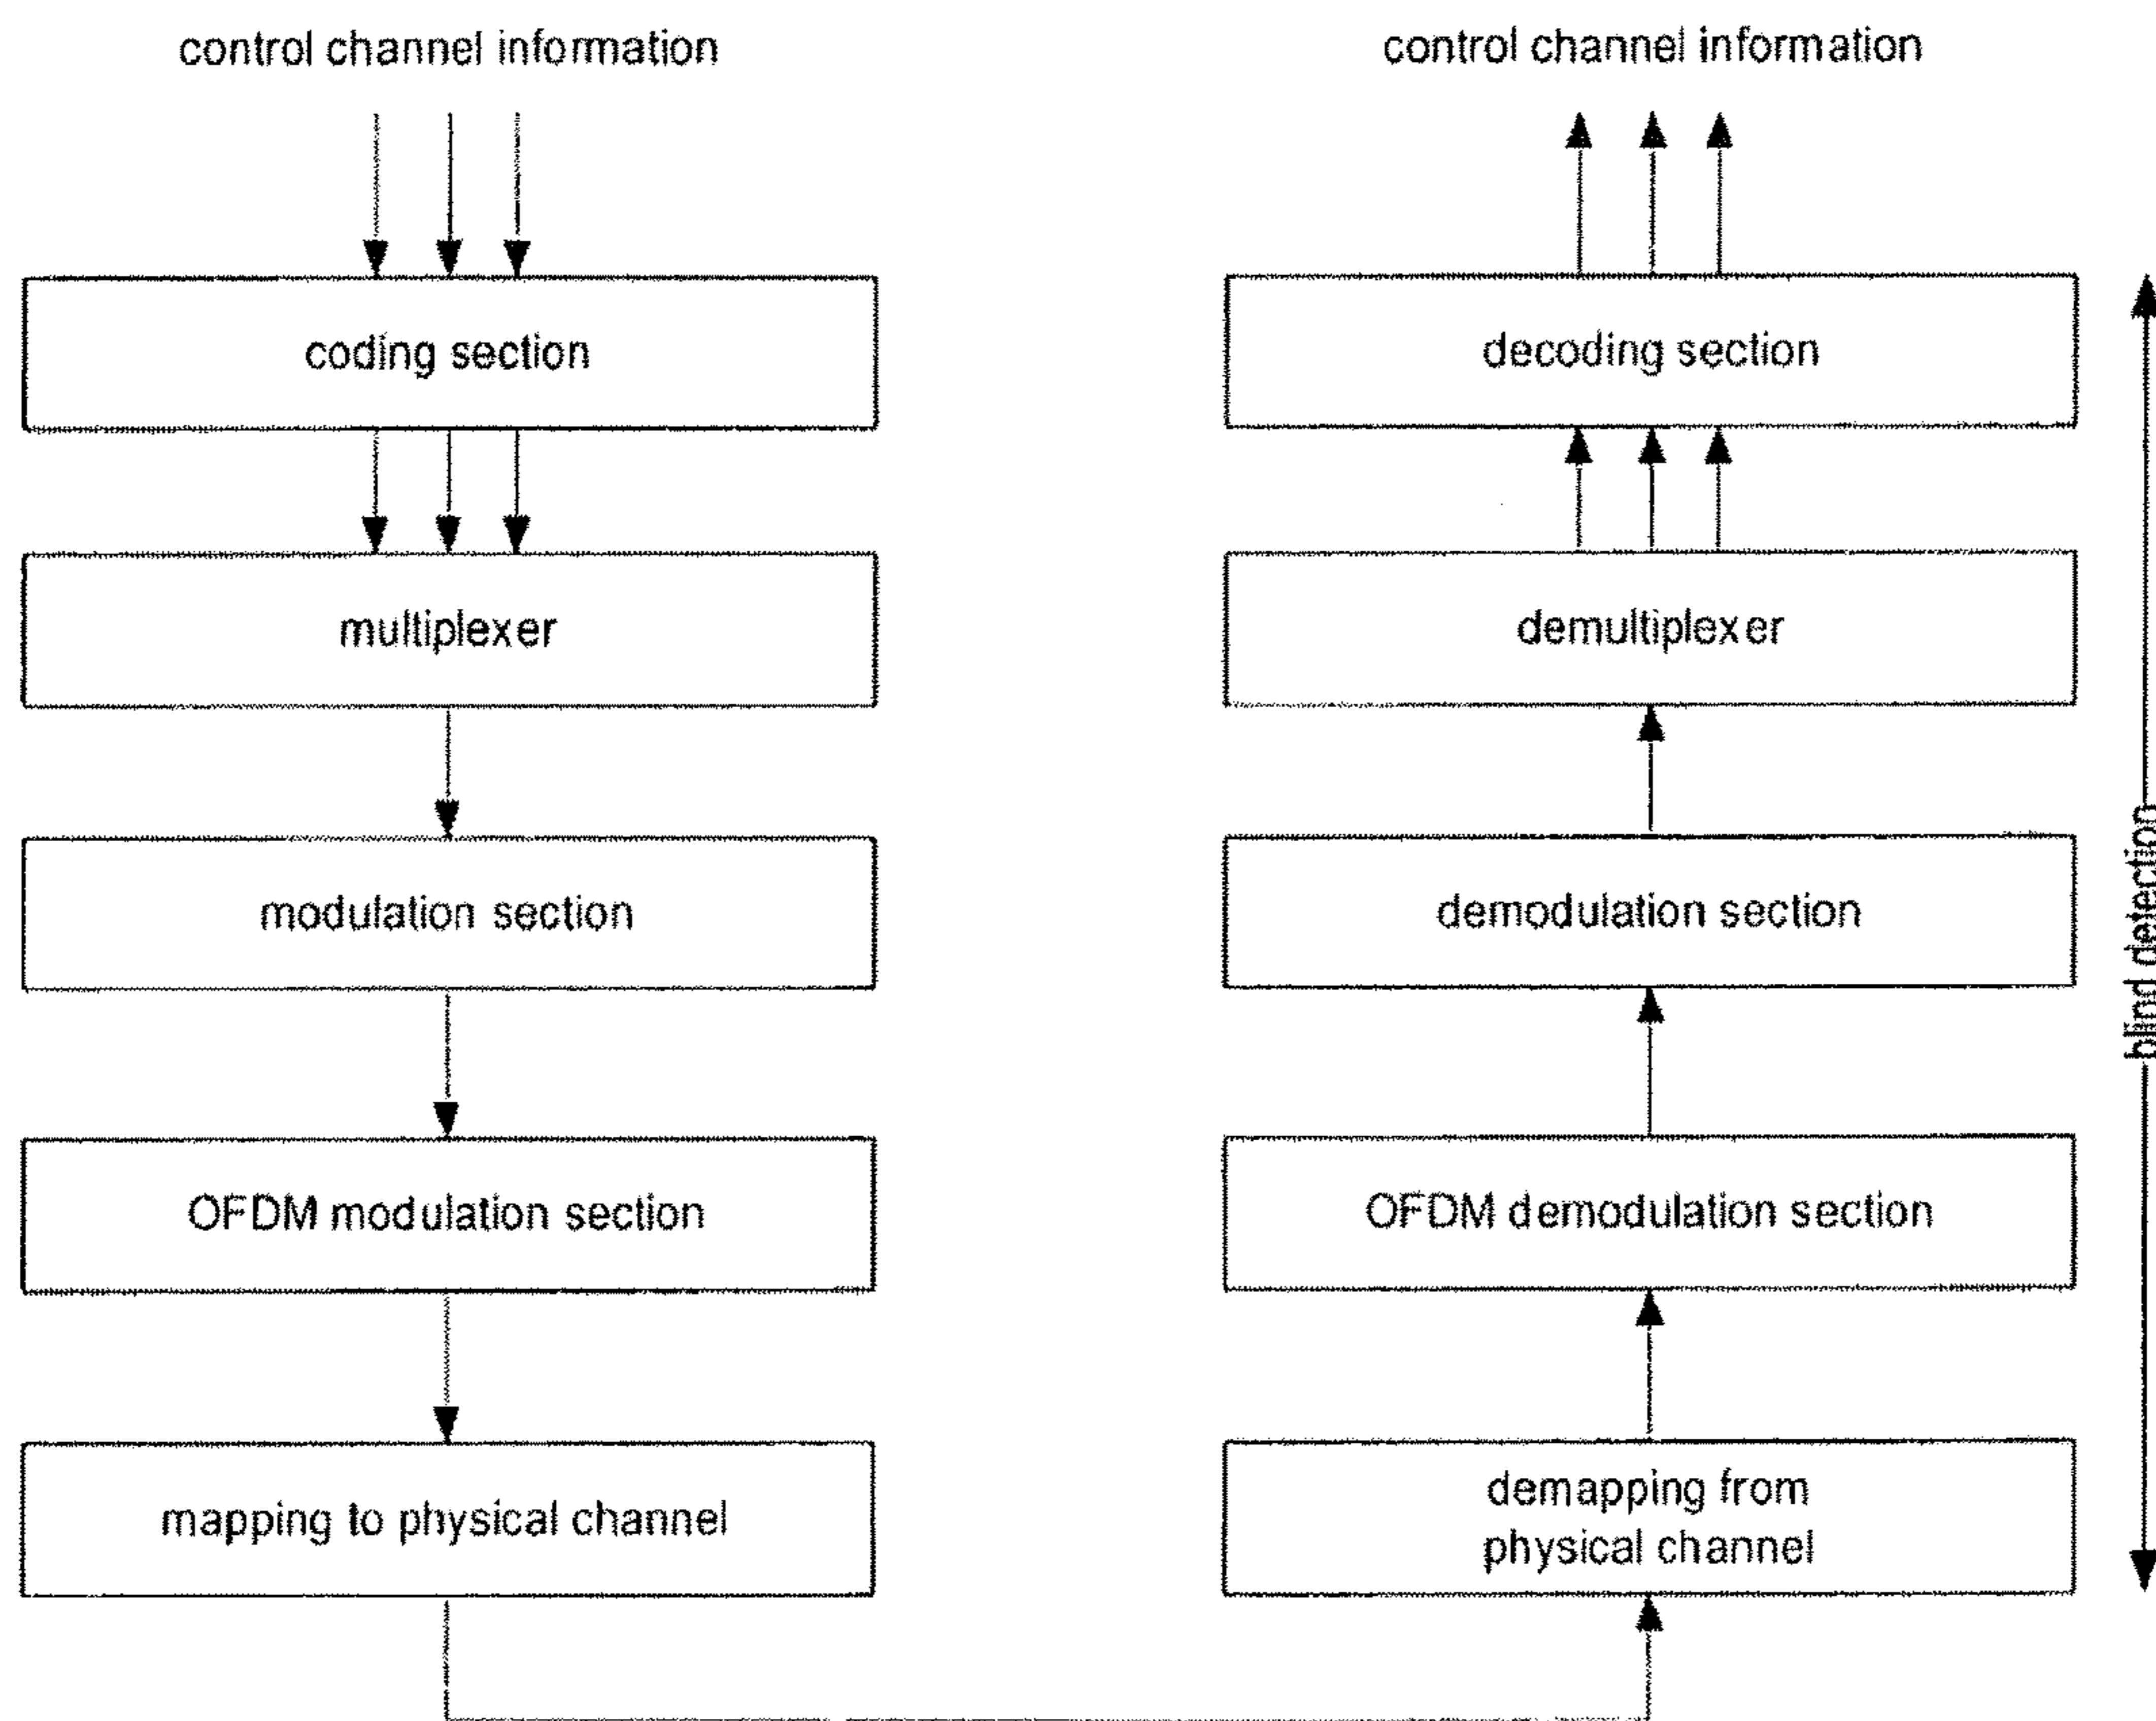 control channel information
coding section
multiplexer
modulation section
OFDM modulation section
mapping to physical channel
control channel information
decoding section
demultiplexer
demodulation section
OFDM demodulation section
demapping from
physical channel
blind detection